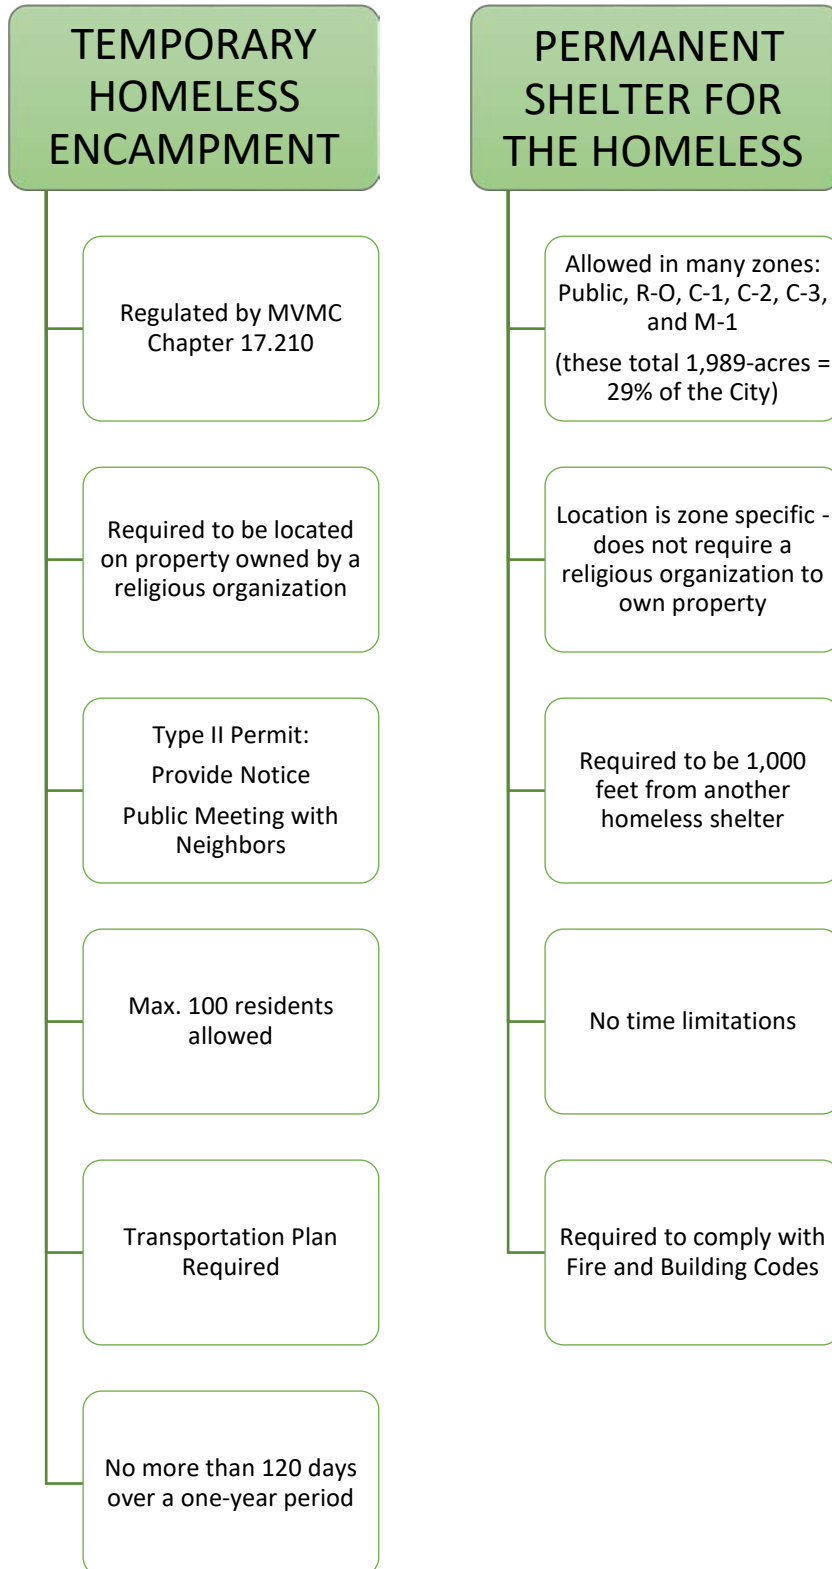 TEMPORARY
HOMELESS
ENCAMPMENT
Regulated by MVMC
Chapter 17.210
Required to be located
on property owned by a
religious organization
Type II Permit:
Provide Notice
Public Meeting with
Neighbors
Max. 100 residents
allowed
Transportation Plan
Required
No more than 120 days
over a one-year period
PERMANENT
SHELTER FOR
THE HOMELESS
Allowed in many zones:
Public, R-O, C-1, C-2, C-3,
and M-1
(these total 1,989-acres =
29% of the City)
Location is zone specific -
does not require a
religious organization to
own property
Required to be 1,000
feet from another
homeless shelter
No time limitations
Required to comply with
Fire and Building Codes